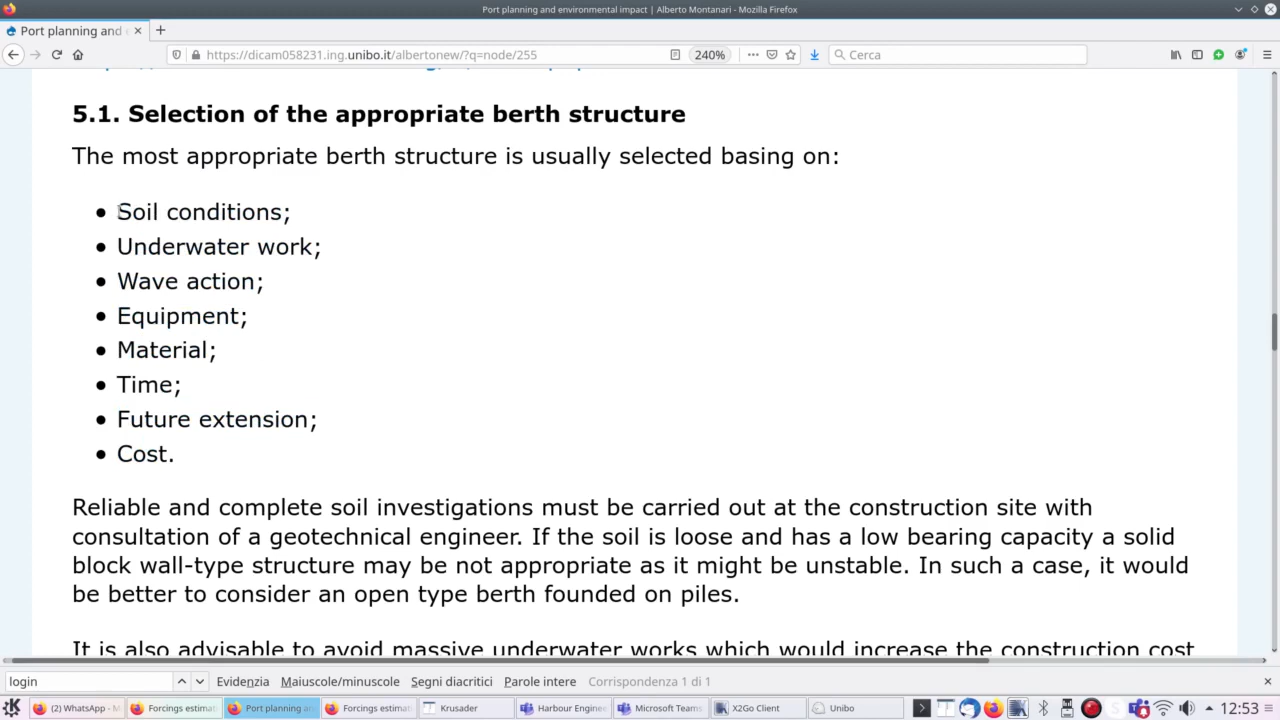 Port planning and environmental impact | Alberto Montanari - Mozilla Firefox
Port planning and e
https://dicam058231.ing.unibo.it/albertonew/?q=node/255
240%
Cerca
5.1. Selection of the appropriate berth structure
The most appropriate berth structure is usually selected basing on:
• Soil conditions;
• Underwater work;
• Wave action;
• Equipment;
• Material;
• Time;
• Future extension;
• Cost.
Reliable and complete soil investigations must be carried out at the construction site with
consultation of a geotechnical engineer. If the soil is loose and has a low bearing capacity a solid
block wall-type structure may be not appropriate as it might be unstable. In such a case, it would
be better to consider an open type berth founded on piles.
It is also advisable to avoid massive underwater works which would increase the construction cost
login Evidenzia Maiuscole/minuscole Segni diacritici Parole intere Corrispondenza 1 di 1
(2) WhatsApp - M Forcings estimat Port planning an Forcings estimat Krusader Harbour Engine Microsoft Teams X2Go Client Unibo 12:53